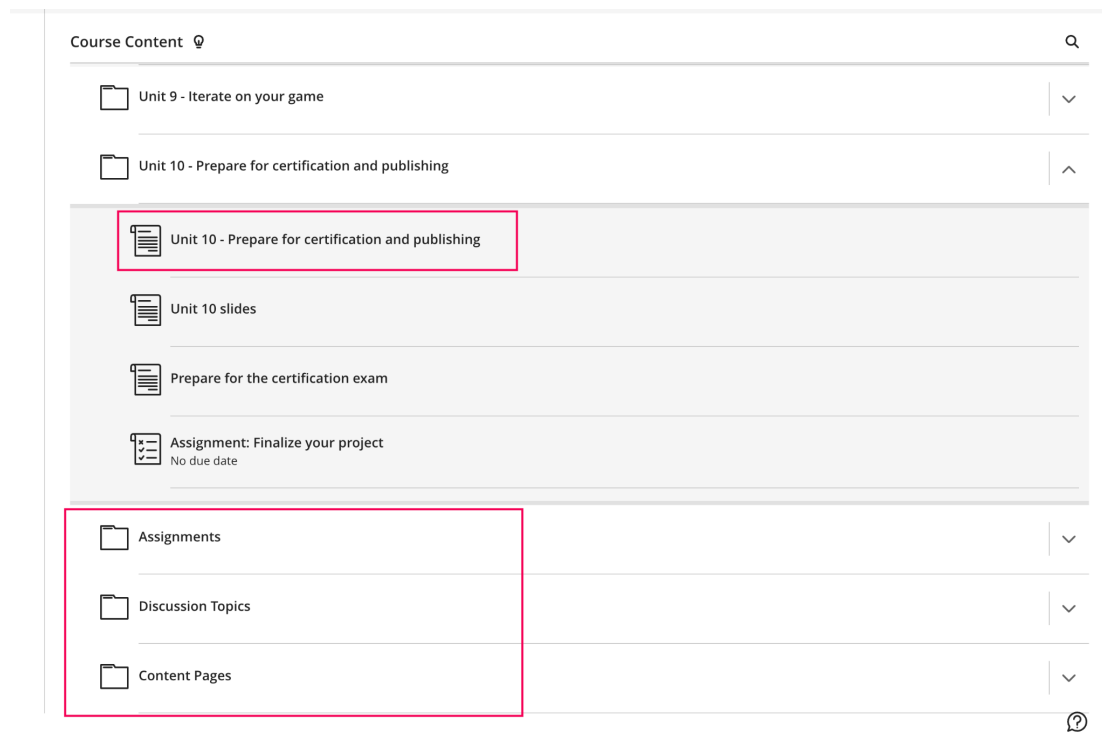 Course Content
Unit 9 - Iterate on your game
Unit 10 - Prepare for certification and publishing
Unit 10 - Prepare for certification and publishing
Unit 10 slides
Prepare for the certification exam
Assignment: Finalize your project
No due date
Assignments
Discussion Topics
Content Pages